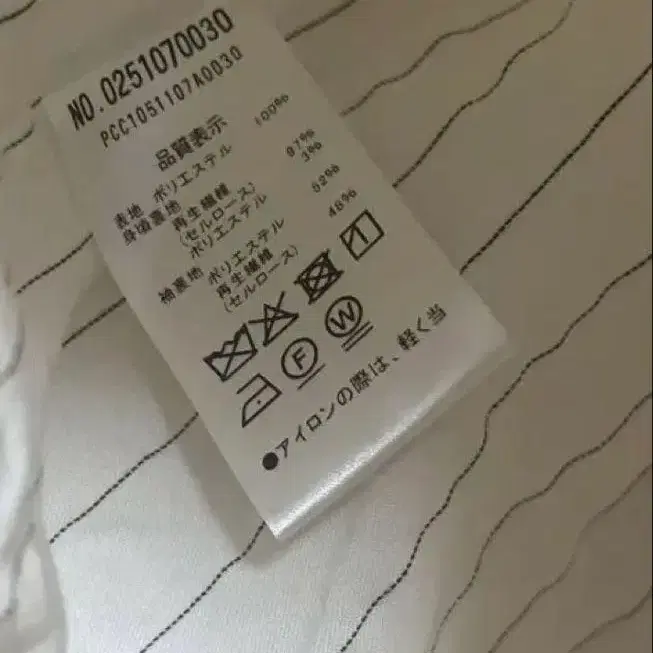 NO.0251070030
PCC1051107A0030
品質表示
表地 ポリエステル 100%
身頃裏地 再生繊維 97%
(セルロース)
ポリエステル 3%
袖裏地 ポリエステル 52%
再生繊維 48%
(セルロース)
F W
●アイロンの際は、軽く当